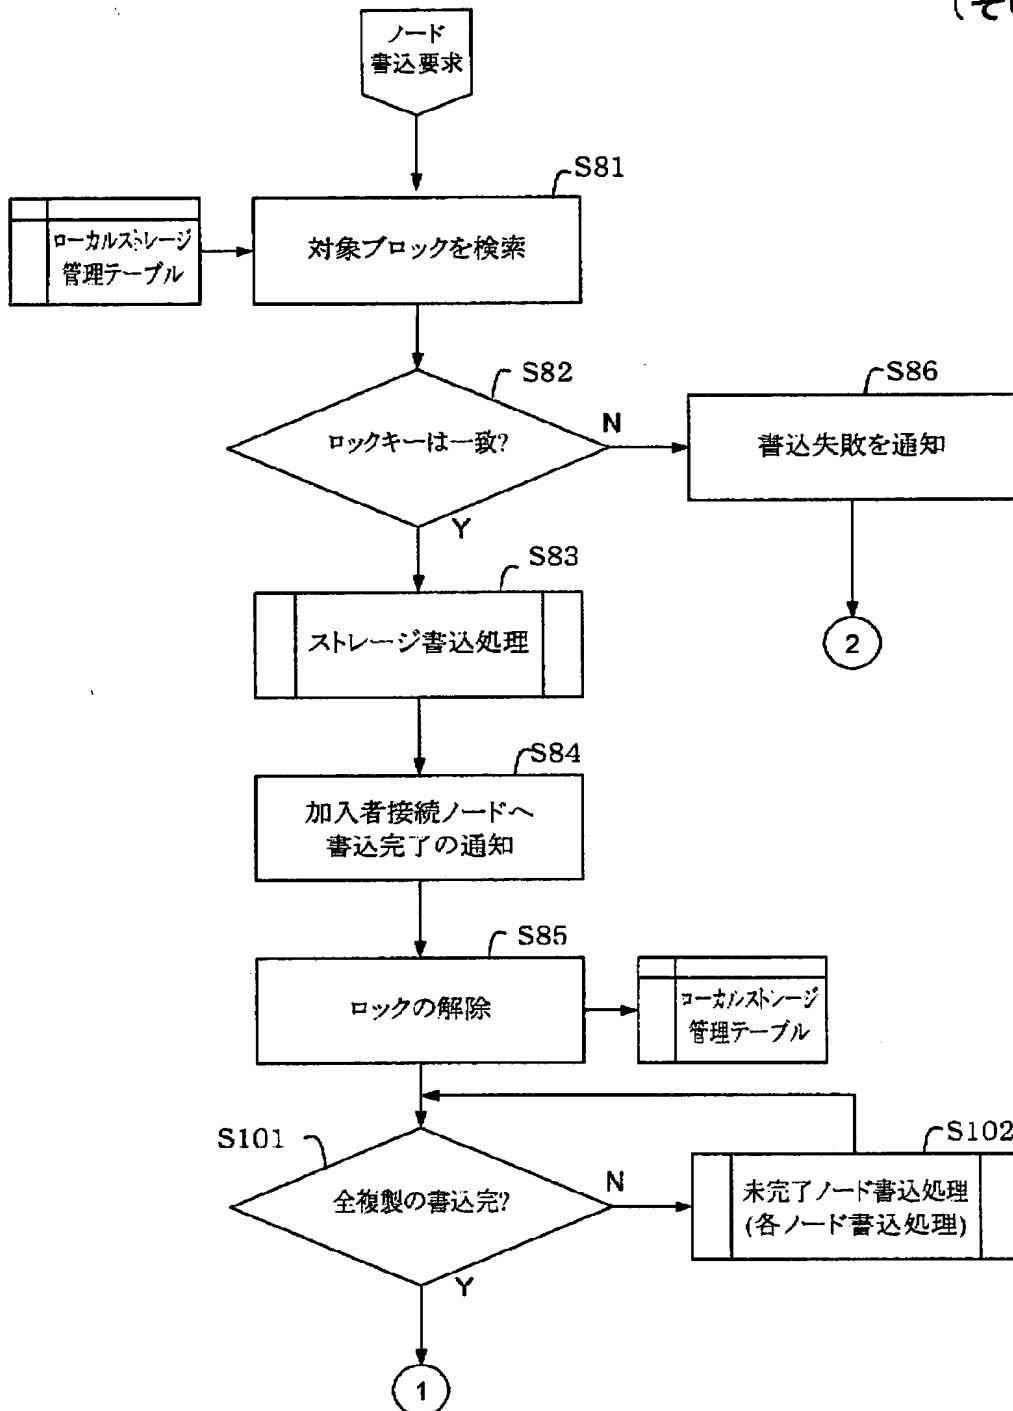 ノード
書込要求
S81
ローカルストレージ
管理テーブル
対象ブロックを検索
S82
ロックキーは一致?
N
Y
S86
書込失敗を通知
2
S83
ストレージ書込処理
S84
加入者接続ノードへ
書込完了の通知
S85
ロックの解除
ローカルストレージ
管理テーブル
S101
全複製の書込完?
N
Y
S102
未完了ノード書込処理
(各ノード書込処理)
1